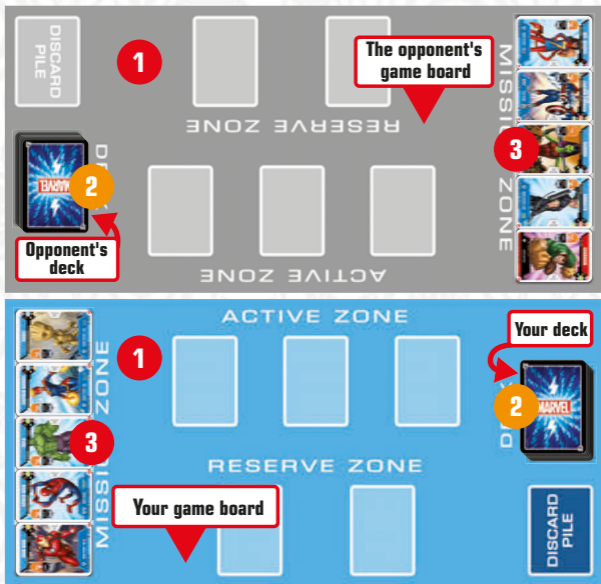 DISCARD
PILE
1
The opponent's
game board
MISSION ZONE
RESERVE ZONE
3
2
MARVEL
Opponent's
deck
ACTIVE ZONE
ACTIVE ZONE
Your deck
1
MISSION ZONE
2
MARVEL
3
RESERVE ZONE
Your game board
DISCARD
PILE